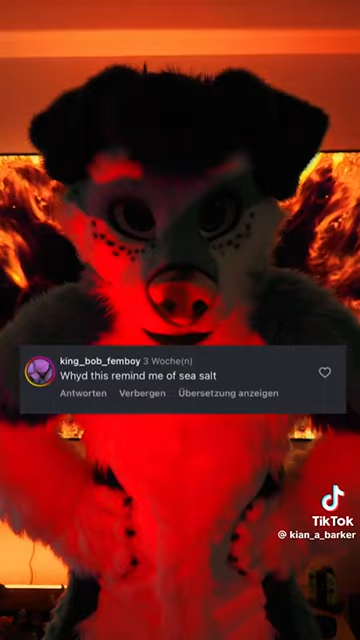 king_bob_femboy 3 Woche(n)
Whyd this remind me of sea salt
Antworten Verbergen Übersetzung anzeigen
TikTok
@ kian_a_barker